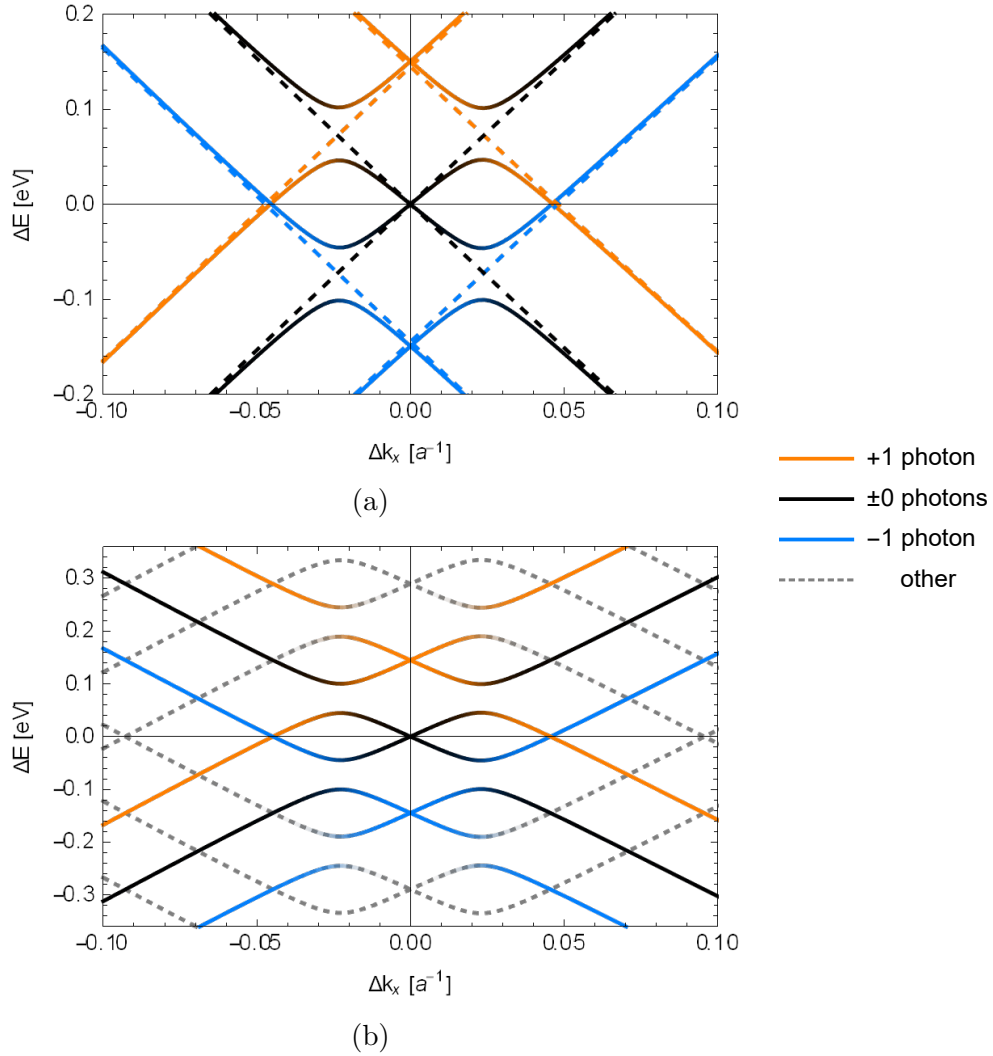 0.2
0.1
0.0
−0.1
−0.2
ΔE [eV]
−0.10
−0.05
0.00
0.05
0.10
Δkₓ [a⁻¹]
(a)
+1 photon
±0 photons
−1 photon
other
0.3
0.2
0.1
0.0
−0.1
−0.2
−0.3
ΔE [eV]
−0.10
−0.05
0.00
0.05
0.10
Δkₓ [a⁻¹]
(b)